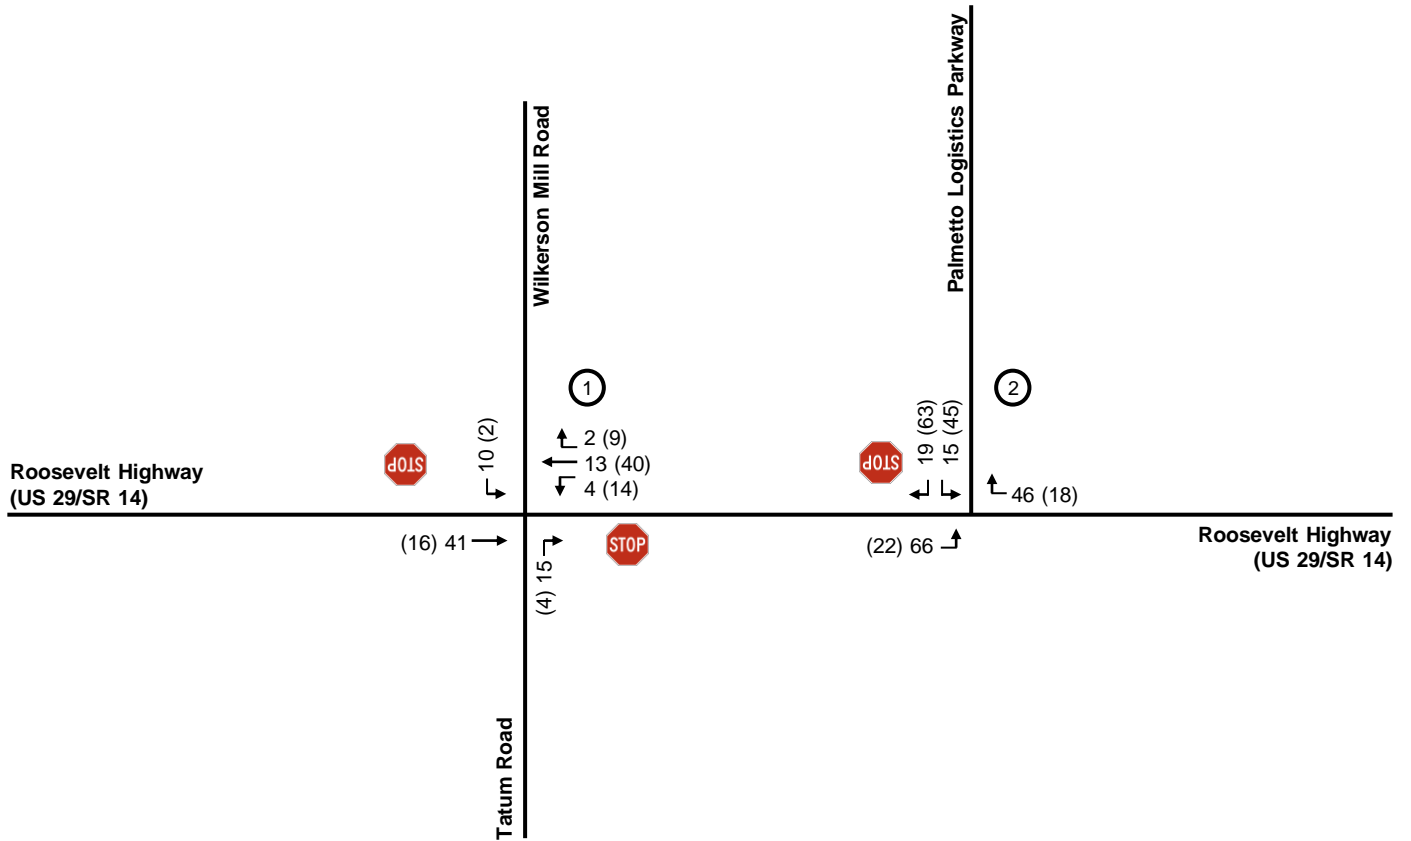 Palmetto Logistics Parkway
Wilkerson Mill Road
1
2
10 (2)
2 (9)
13 (40)
4 (14)
STOP
19 (63)
15 (45)
STOP
46 (18)
Roosevelt Highway
(US 29/SR 14)
(16) 41
(4) 15
STOP
(22) 66
Roosevelt Highway
(US 29/SR 14)
Tatum Road